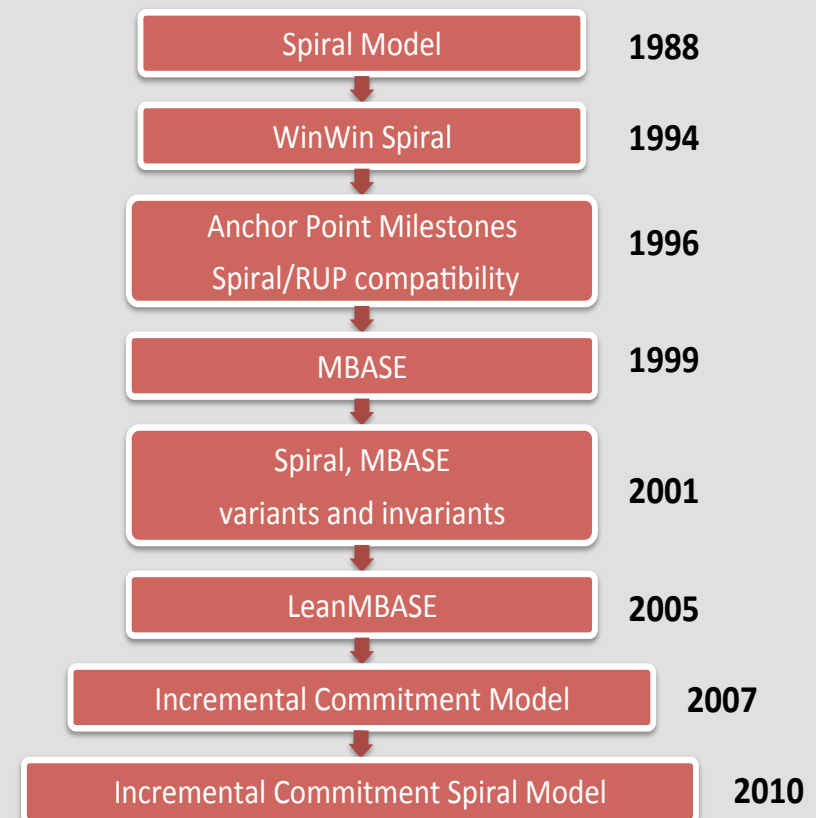 Spiral Model 1988
WinWin Spiral 1994
Anchor Point Milestones
Spiral/RUP compatibility
1996
MBASE 1999
Spiral, MBASE
variants and invariants
2001
LeanMBASE 2005
Incremental Commitment Model 2007
Incremental Commitment Spiral Model 2010